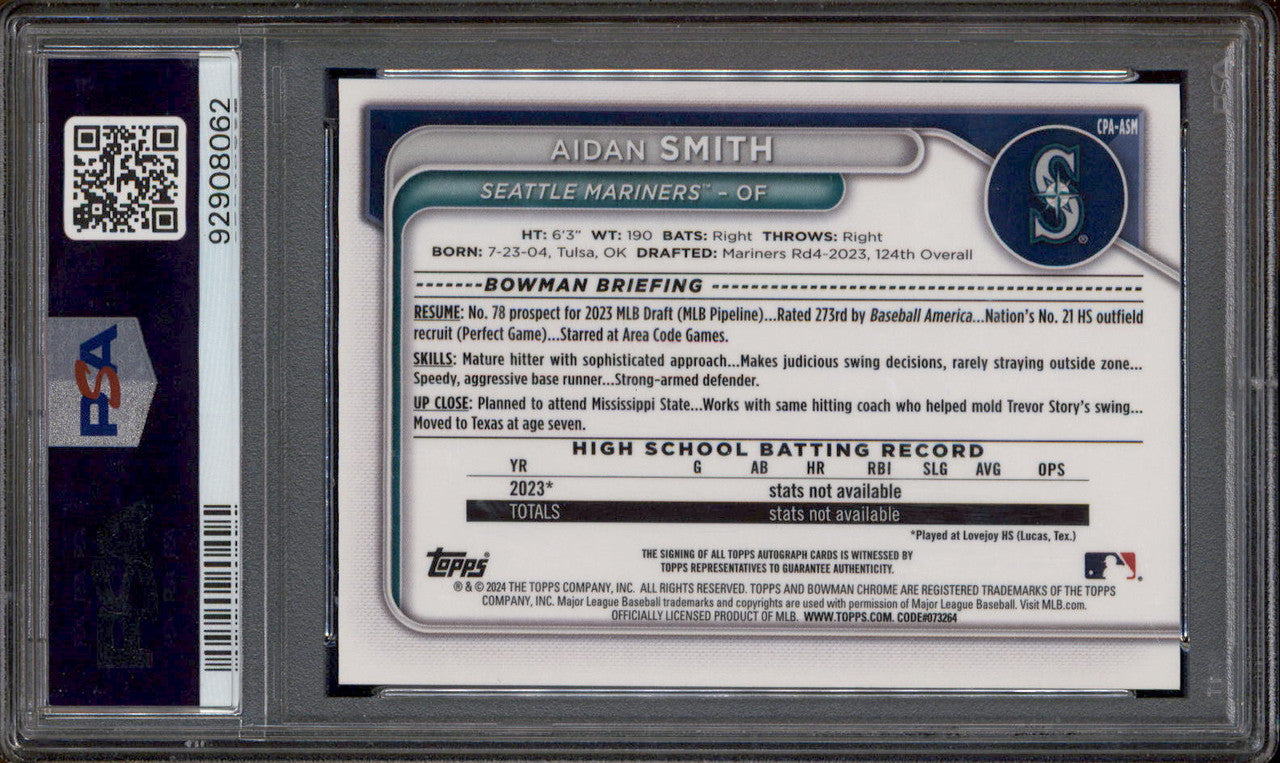 92908062
PSA
CPA-ASM
AIDAN SMITH
SEATTLE MARINERS™ - OF
S®
HT: 6'3" WT: 190 BATS: Right THROWS: Right
BORN: 7-23-04, Tulsa, OK DRAFTED: Mariners Rd4-2023, 124th Overall
BOWMAN BRIEFING
RESUME: No. 78 prospect for 2023 MLB Draft (MLB Pipeline)...Rated 273rd by Baseball America...Nation's No. 21 HS outfield
recruit (Perfect Game)...Starred at Area Code Games.
SKILLS: Mature hitter with sophisticated approach...Makes judicious swing decisions, rarely straying outside zone...
Speedy, aggressive base runner...Strong-armed defender.
UP CLOSE: Planned to attend Mississippi State...Works with same hitting coach who helped mold Trevor Story's swing...
Moved to Texas at age seven.
HIGH SCHOOL BATTING RECORD
YR G AB HR RBI SLG AVG OPS
2023* stats not available
TOTALS stats not available
*Played at Lovejoy HS (Lucas, Tex.)
Topps®
THE SIGNING OF ALL TOPPS AUTOGRAPH CARDS IS WITNESSED BY
TOPPS REPRESENTATIVES TO GUARANTEE AUTHENTICITY.
® & © 2024 THE TOPPS COMPANY, INC. ALL RIGHTS RESERVED. TOPPS AND BOWMAN CHROME ARE REGISTERED TRADEMARKS OF THE TOPPS
COMPANY, INC. Major League Baseball trademarks and copyrights are used with permission of Major League Baseball. Visit MLB.com.
OFFICIALLY LICENSED PRODUCT OF MLB. WWW.TOPPS.COM. CODE#073264